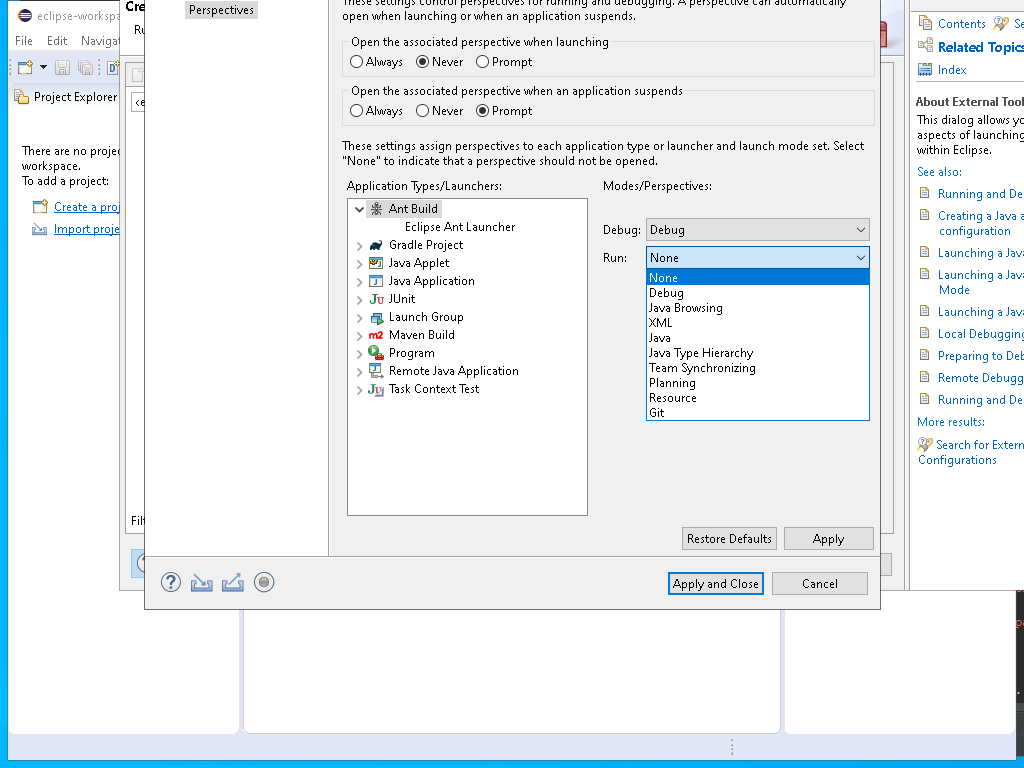 eclipse-workspa
File Edit Navigat
Project Explorer
There are no proje
workspace.
To add a project:
Create a proj
Import proje
Cre
Ru
<e
Filt
Perspectives
These settings control perspectives for running and debugging. A perspective can automatically
open when launching or when an application suspends.
Open the associated perspective when launching
Always Never Prompt
Open the associated perspective when an application suspends
Always Never Prompt
These settings assign perspectives to each application type or launcher and launch mode set. Select
"None" to indicate that a perspective should not be opened.
Application Types/Launchers:
Ant Build
Eclipse Ant Launcher
Gradle Project
Java Applet
Java Application
JUnit
Launch Group
Maven Build
Program
Remote Java Application
Task Context Test
Modes/Perspectives:
Debug: Debug
Run: None
None
Debug
Java Browsing
XML
Java
Java Type Hierarchy
Team Synchronizing
Planning
Resource
Git
Restore Defaults Apply
Apply and Close Cancel
Contents Se
Related Topics
Index
About External Tool
This dialog allows yo
aspects of launching
within Eclipse.
See also:
Running and De
Creating a Java a
configuration
Launching a Java
Launching a Java
Mode
Launching a Java
Local Debugging
Preparing to Deb
Remote Debugg
Running and De
More results:
Search for Extern
Configurations